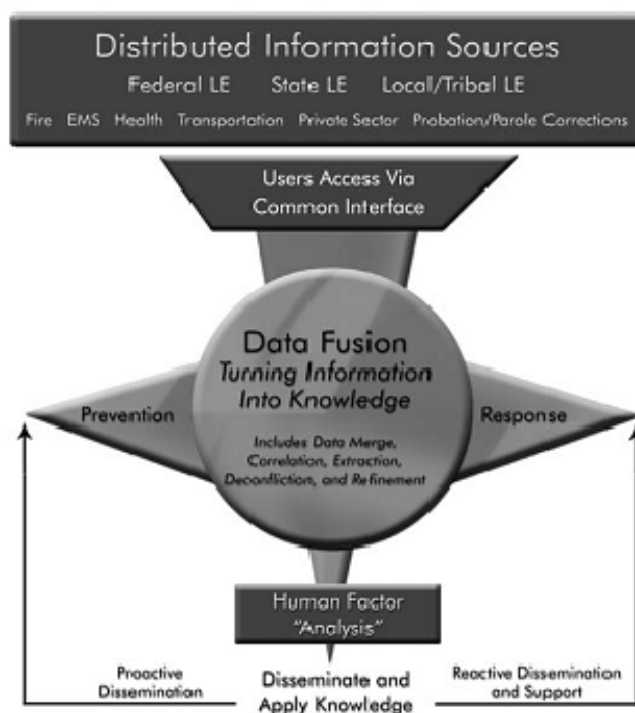 Distributed Information Sources
Federal LE State LE Local/Tribal LE
Fire EMS Health Transportation Private Sector Probation/Parole Corrections
Users Access Via
Common Interface
Data Fusion
Turning Information
Into Knowledge
Includes Data Merge,
Correlation, Extraction,
Deconfliction, and Refinement
Prevention
Response
Human Factor
"Analysis"
Proactive
Dissemination
Disseminate and
Apply Knowledge
Reactive Dissemination
and Support